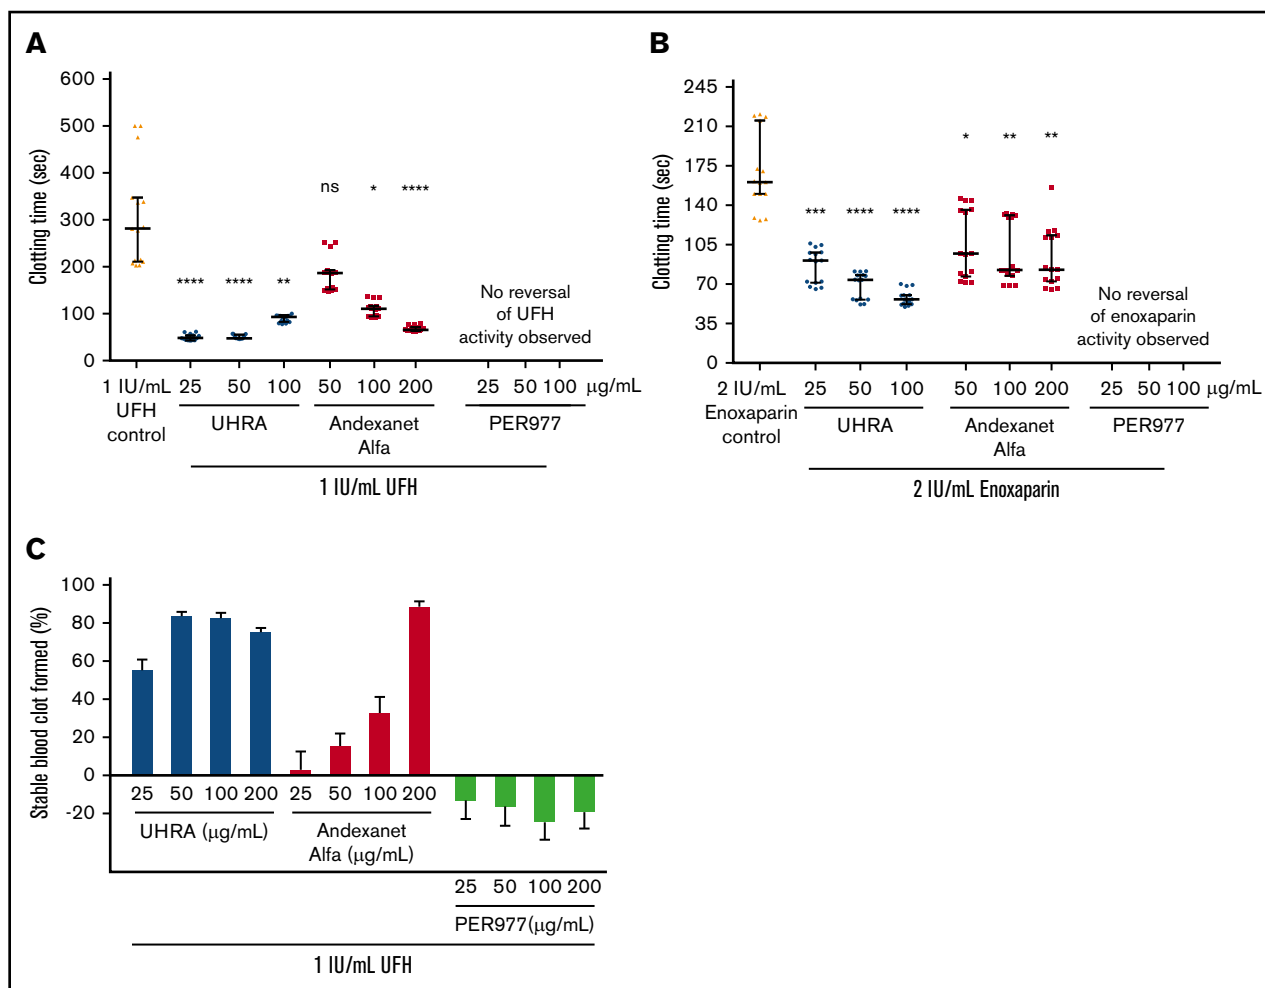 A
600
500
400
300
200
100
0
Clotting time (sec)
ns
*
****
****
****
**
No reversal
of UFH
activity observed
1 IU/mL
UFH
control
25
50
100
50
100
200
25
50
100
μg/mL
UHRA
Andexanet
Alfa
PER977
1 IU/mL UFH
B
245
210
175
140
105
70
35
0
Clotting time (sec)
*
**
**
***
****
****
No reversal
of enoxaparin
activity observed
2 IU/mL
Enoxaparin
control
25
50
100
50
100
200
25
50
100
μg/mL
UHRA
Andexanet
Alfa
PER977
2 IU/mL Enoxaparin
C
100
80
60
40
20
0
-20
Stable blood clot formed (%)
25
50
100
200
25
50
100
200
UHRA (μg/mL)
Andexanet
Alfa (μg/mL)
25
50
100
200
PER977(μg/mL)
1 IU/mL UFH